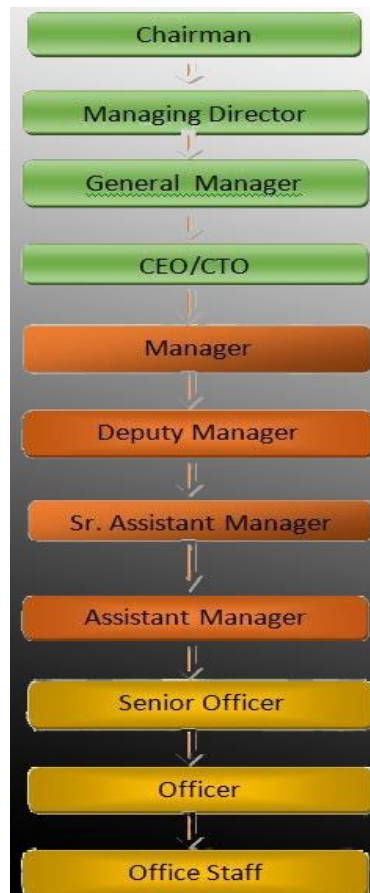 Chairman
Managing Director
General  Manager
CEO/CTO
Manager
Deputy Manager
Sr. Assistant Manager
Assistant Manager
Senior Officer
Officer
Office Staff